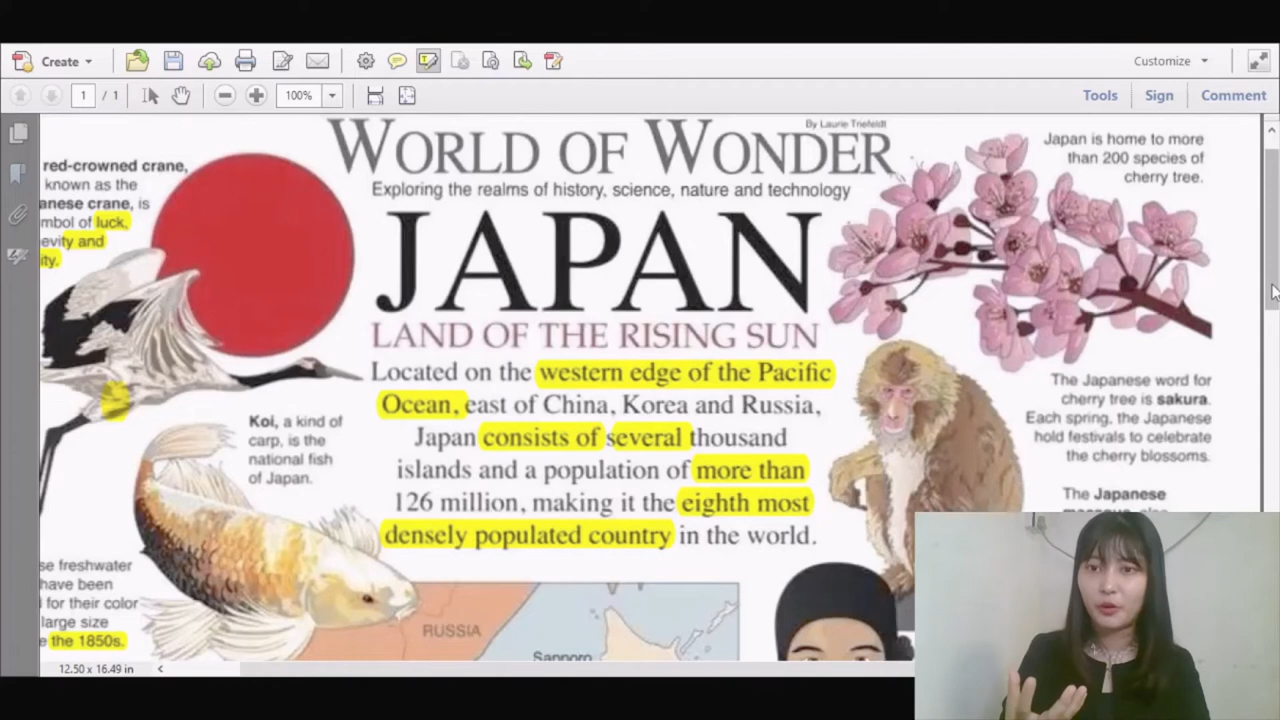 Create
Customize
1 / 1
100%
Tools
Sign
Comment
By Laurie Triefeldt
WORLD OF WONDER
Exploring the realms of history, science, nature and technology
JAPAN
LAND OF THE RISING SUN
Located on the western edge of the Pacific
Ocean, east of China, Korea and Russia,
Japan consists of several thousand
islands and a population of more than
126 million, making it the eighth most
densely populated country in the world.
red-crowned crane,
known as the
anese crane, is
mbol of luck,
evity and
ity.
Koi, a kind of
carp, is the
national fish
of Japan.
se freshwater
have been
for their color
large size
e the 1850s.
Japan is home to more
than 200 species of
cherry tree.
The Japanese word for
cherry tree is sakura.
Each spring, the Japanese
hold festivals to celebrate
the cherry blossoms.
The Japanese
RUSSIA
Sapporo
12.50 x 16.49 in